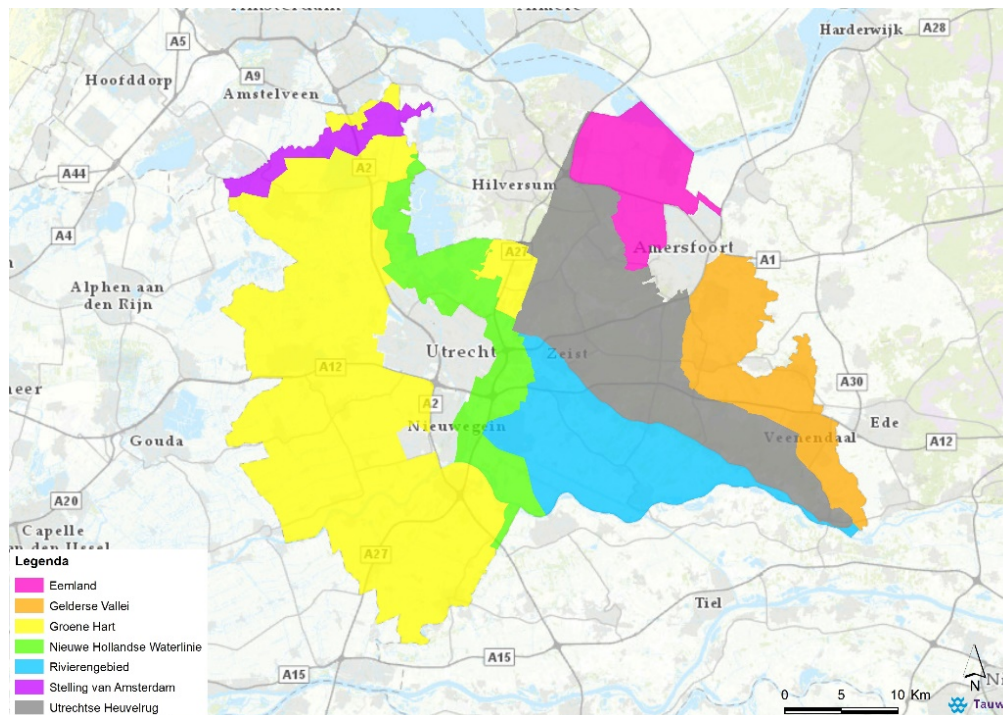 Harderwijk
A28
A5
Hoofddorp
A9
Amstelveen
A44
A2
Hilversum
A4
A27
Amersfoort
A1
Alphen aan
den Rijn
Utrecht
Zeist
A12
A30
A2
Nieuwegein
Ede
Gouda
Veenendaal
A12
A20
Capelle
A27
Tiel
A15
A15
Legenda
Eemland
Gelderse Vallei
Groene Hart
Nieuwe Hollandse Waterlinie
Rivierengebied
Stelling van Amsterdam
Utrechtse Heuvelrug
0 5 10 Km
N
Tauw